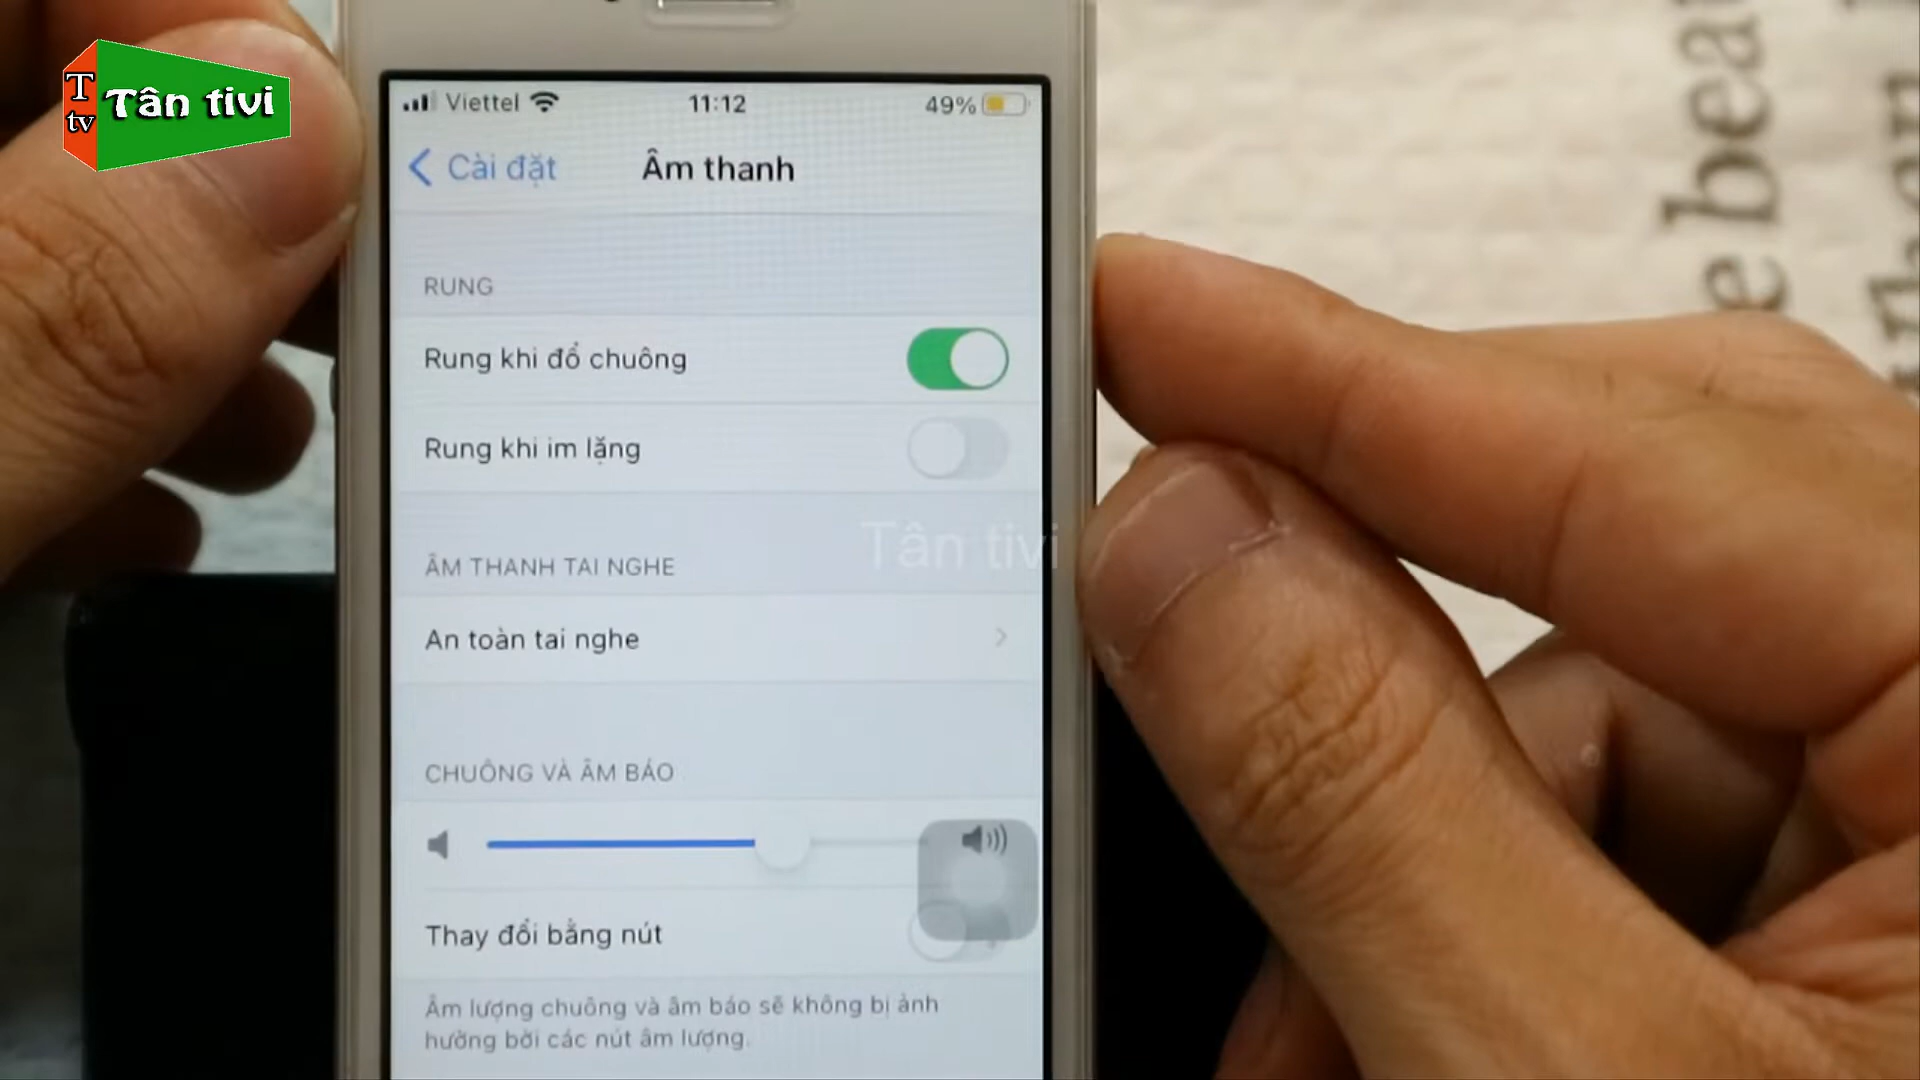 T
tv
Tân tivi
Viettel
11:12
49%
Cài đặt
Âm thanh
RUNG
Rung khi đổ chuông
Rung khi im lặng
Tân tivi
ÂM THANH TAI NGHE
An toàn tai nghe
CHUÔNG VÀ ÂM BÁO
Thay đổi bằng nút
Âm lượng chuông và âm báo sẽ không bị ảnh
hưởng bởi các nút âm lượng.